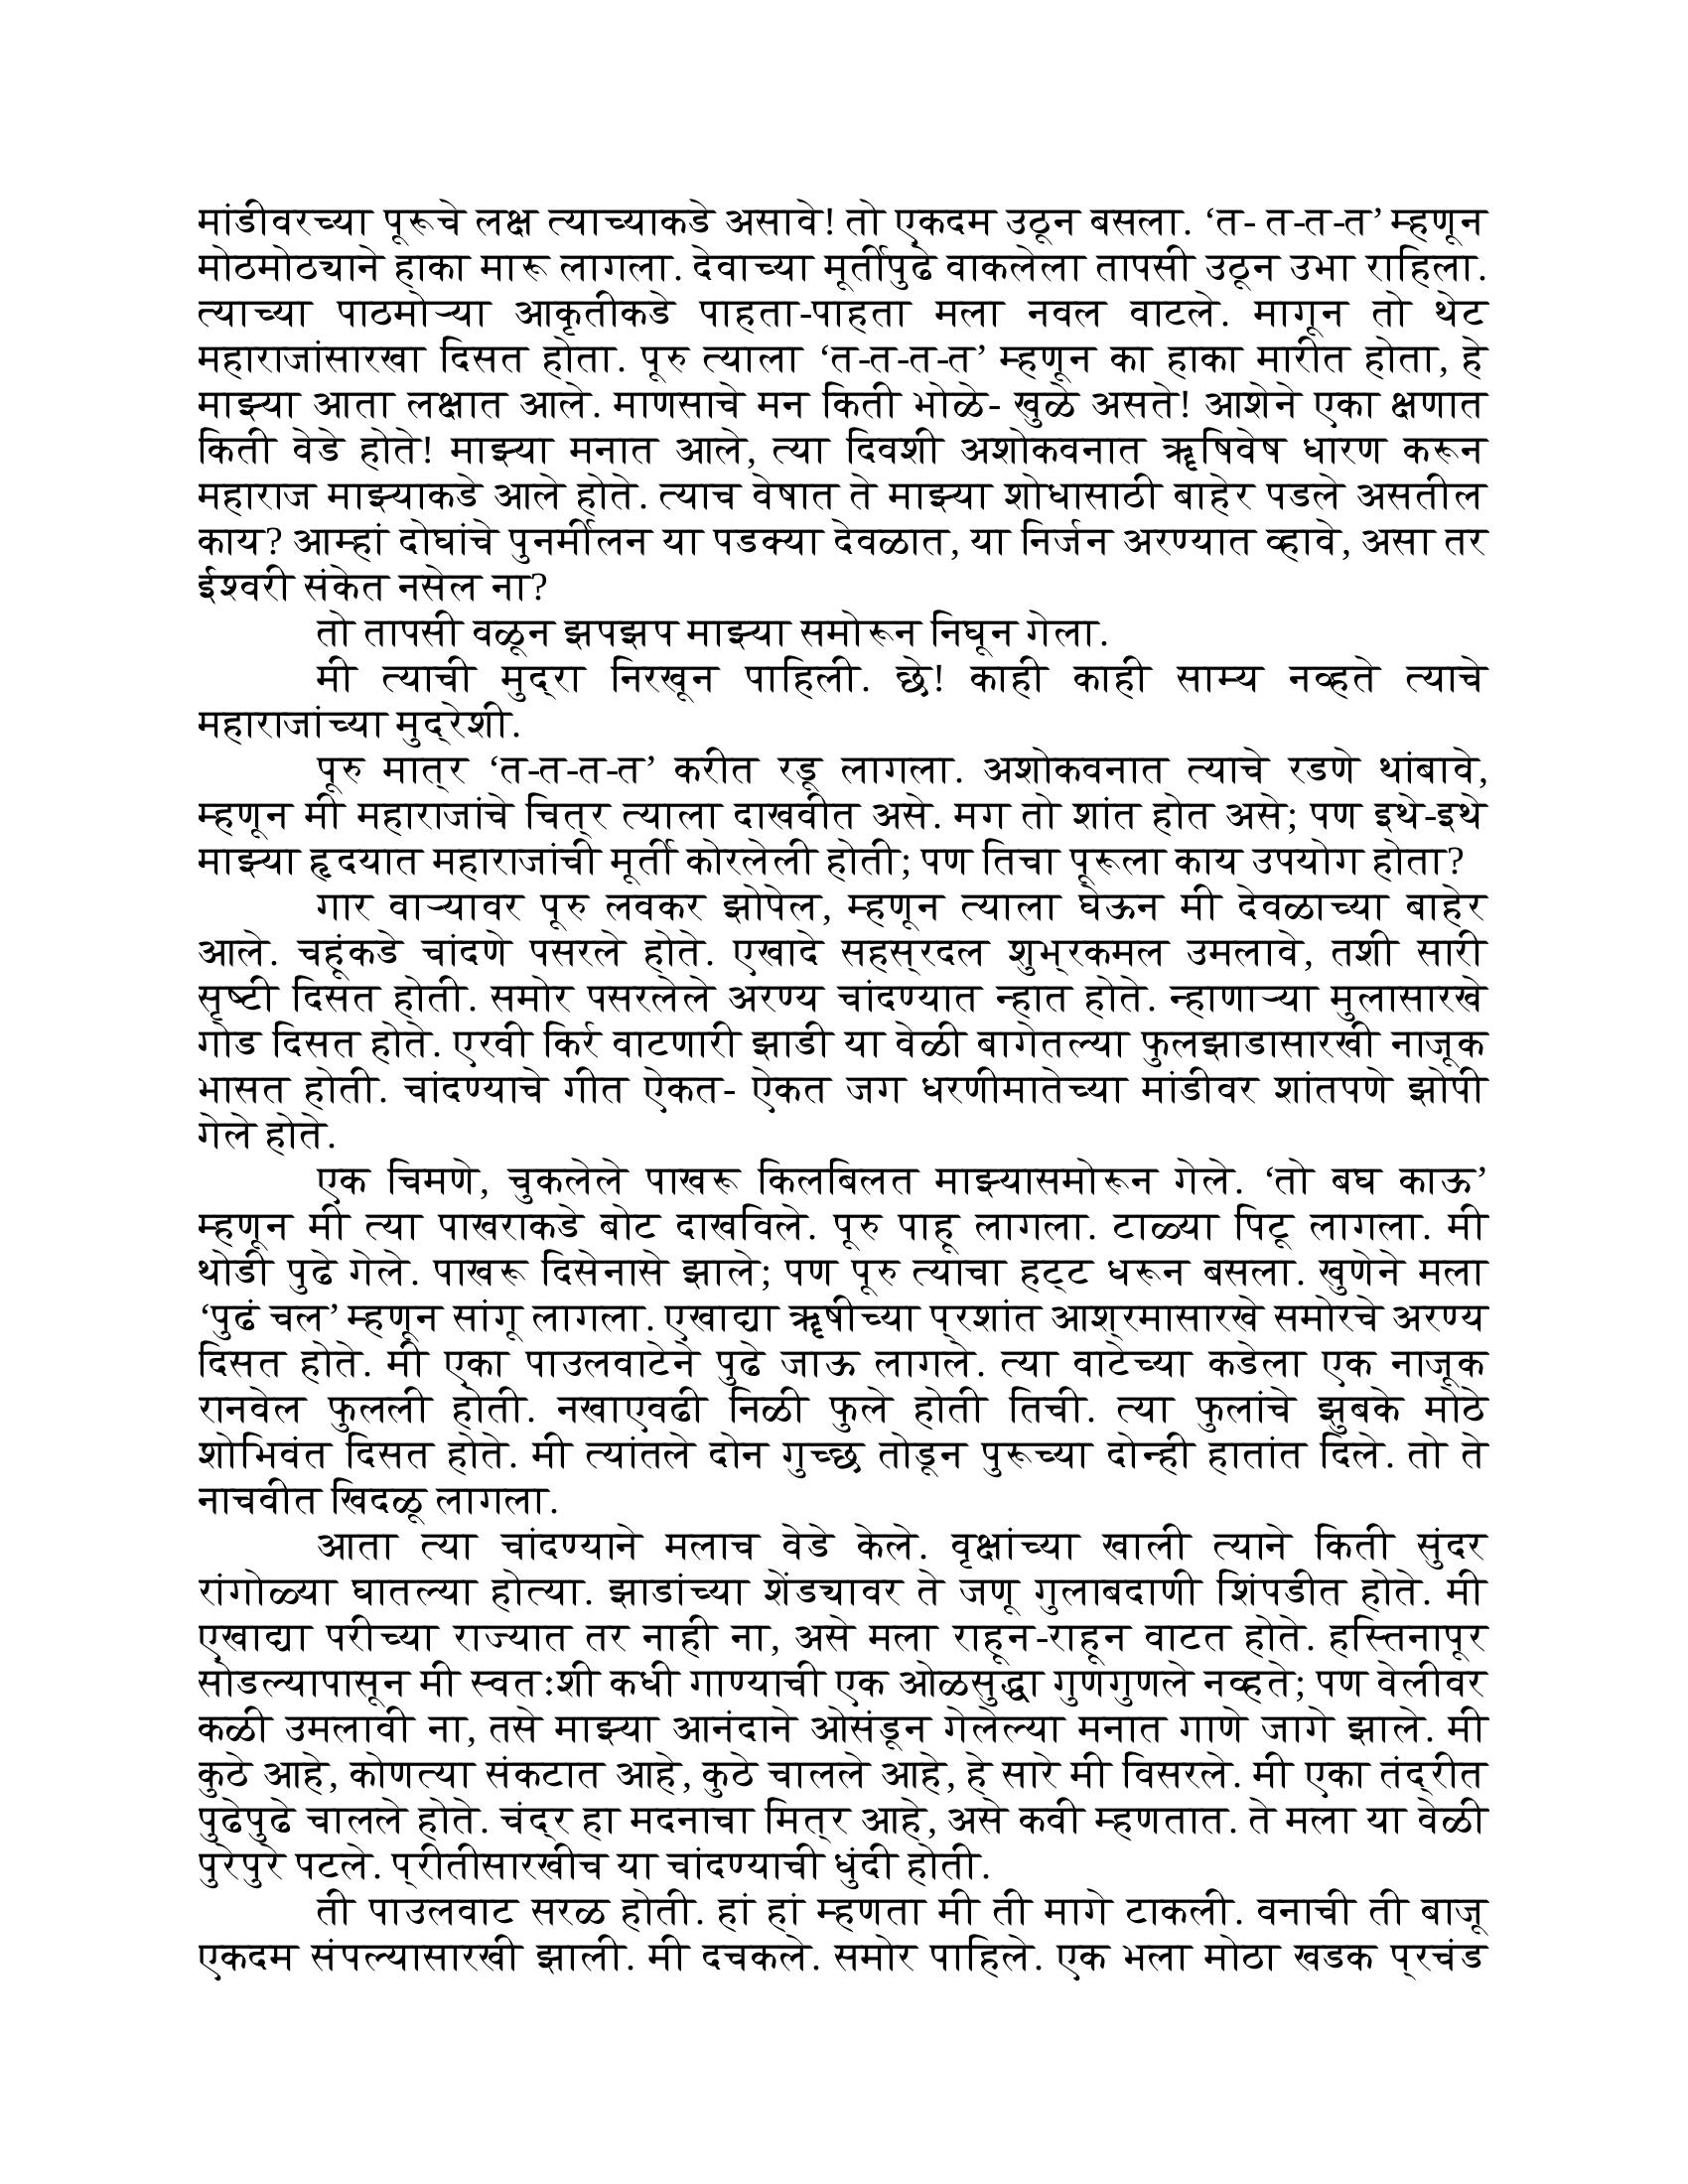 मांडीवरच्या पूरूचे लक्ष त्याच्याकडे असावे! तो एकदम उठून बसला. ‘त- त-त-त’ म्हणून
मोठमोठ्याने हाका मारू लागला. देवाच्या मूर्तीपुढे वाकलेला तापसी उठून उभा राहिला.
त्याच्या पाठमोऱ्या आकृतीकडे पाहता-पाहता मला नवल वाटले. मागून तो थेट
महाराजांसारखा दिसत होता. पूरु त्याला ‘त-त-त-त’ म्हणून का हाका मारीत होता, हे
माझ्या आता लक्षात आले. माणसाचे मन किती भोळे- खुळे असते! आशेने एका क्षणात
किती वेडे होते! माझ्या मनात आले, त्या दिवशी अशोकवनात ॠषिवेष धारण करून
महाराज माझ्याकडे आले होते. त्याच वेषात ते माझ्या शोधासाठी बाहेर पडले असतील
काय? आम्हां दोघांचे पुनर्मीलन या पडक्या देवळात, या निर्जन अरण्यात व्हावे, असा तर
ईश्वरी संकेत नसेल ना?
तो तापसी वळून झपझप माझ्या समोरून निघून गेला.
मी त्याची मुद्‌रा निरखून पाहिली. छे! काही काही साम्य नव्हते त्याचे
महाराजांच्या मुद्‌रेशी.
पूरु मात्‌र ‘त-त-त-त’ करीत रडू लागला. अशोकवनात त्याचे रडणे थांबावे,
म्हणून मी महाराजांचे चित्‌र त्याला दाखवीत असे. मग तो शांत होत असे; पण इथे-इथे
माझ्या हृदयात महाराजांची मूर्ती कोरलेली होती; पण तिचा पूरूला काय उपयोग होता?
गार वाऱ्यावर पूरु लवकर झोपेल, म्हणून त्याला घेऊन मी देवळाच्या बाहेर
आले. चहूंकडे चांदणे पसरले होते. एखादे सहस्‌रदल शुभ्‌रकमल उमलावे, तशी सारी
सृष्टी दिसत होती. समोर पसरलेले अरण्य चांदण्यात न्हात होते. न्हाणाऱ्या मुलासारखे
गोड दिसत होते. एरवी किर्र वाटणारी झाडी या वेळी बागेतल्या फुलझाडासारखी नाजूक
भासत होती. चांदण्याचे गीत ऐकत- ऐकत जग धरणीमातेच्या मांडीवर शांतपणे झोपी
गेले होते.
एक चिमणे, चुकलेले पाखरू किलबिलत माझ्यासमोरून गेले. ‘तो बघ काऊ’
म्हणून मी त्या पाखराकडे बोट दाखविले. पूरु पाहू लागला. टाळ्या पिटू लागला. मी
थोडी पुढे गेले. पाखरू दिसेनासे झाले; पण पूरु त्याचा हट्ट धरून बसला. खुणेने मला
‘पुढं चल’ म्हणून सांगू लागला. एखाद्या ॠषीच्या प्‌रशांत आश्‌रमासारखे समोरचे अरण्य
दिसत होते. मी एका पाउलवाटेने पुढे जाऊ लागले. त्या वाटेच्या कडेला एक नाजूक
रानवेल फुलली होती. नखाएवढी निळी फुले होती तिची. त्या फुलांचे झुबके मोठे
शोभिवंत दिसत होते. मी त्यांतले दोन गुच्छ तोडून पुरूच्या दोन्ही हातांत दिले. तो ते
नाचवीत खिदळू लागला.
आता त्या चांदण्याने मलाच वेडे केले. वृक्षांच्या खाली त्याने किती सुंदर
रांगोळ्या घातल्या होत्या. झाडांच्या शेंड्यावर ते जणू गुलाबदाणी शिंपडीत होते. मी
एखाद्या परीच्या राज्यात तर नाही ना, असे मला राहून-राहून वाटत होते. हस्तिनापूर
सोडल्यापासून मी स्वतःशी कधी गाण्याची एक ओळसुद्धा गुणगुणले नव्हते; पण वेलीवर
कळी उमलावी ना, तसे माझ्या आनंदाने ओसंडून गेलेल्या मनात गाणे जागे झाले. मी
कुठे आहे, कोणत्या संकटात आहे, कुठे चालले आहे, हे सारे मी विसरले. मी एका तंद्‌रीत
पुढेपुढे चालले होते. चंद्‌र हा मदनाचा मित्‌र आहे, असे कवी म्हणतात. ते मला या वेळी
पुरेपुरे पटले. प्‌रीतीसारखीच या चांदण्याची धुंदी होती.
ती पाउलवाट सरळ होती. हां हां म्हणता मी ती मागे टाकली. वनाची ती बाजू
एकदम संपल्यासारखी झाली. मी दचकले. समोर पाहिले. एक भला मोठा खडक प्‌रचंड